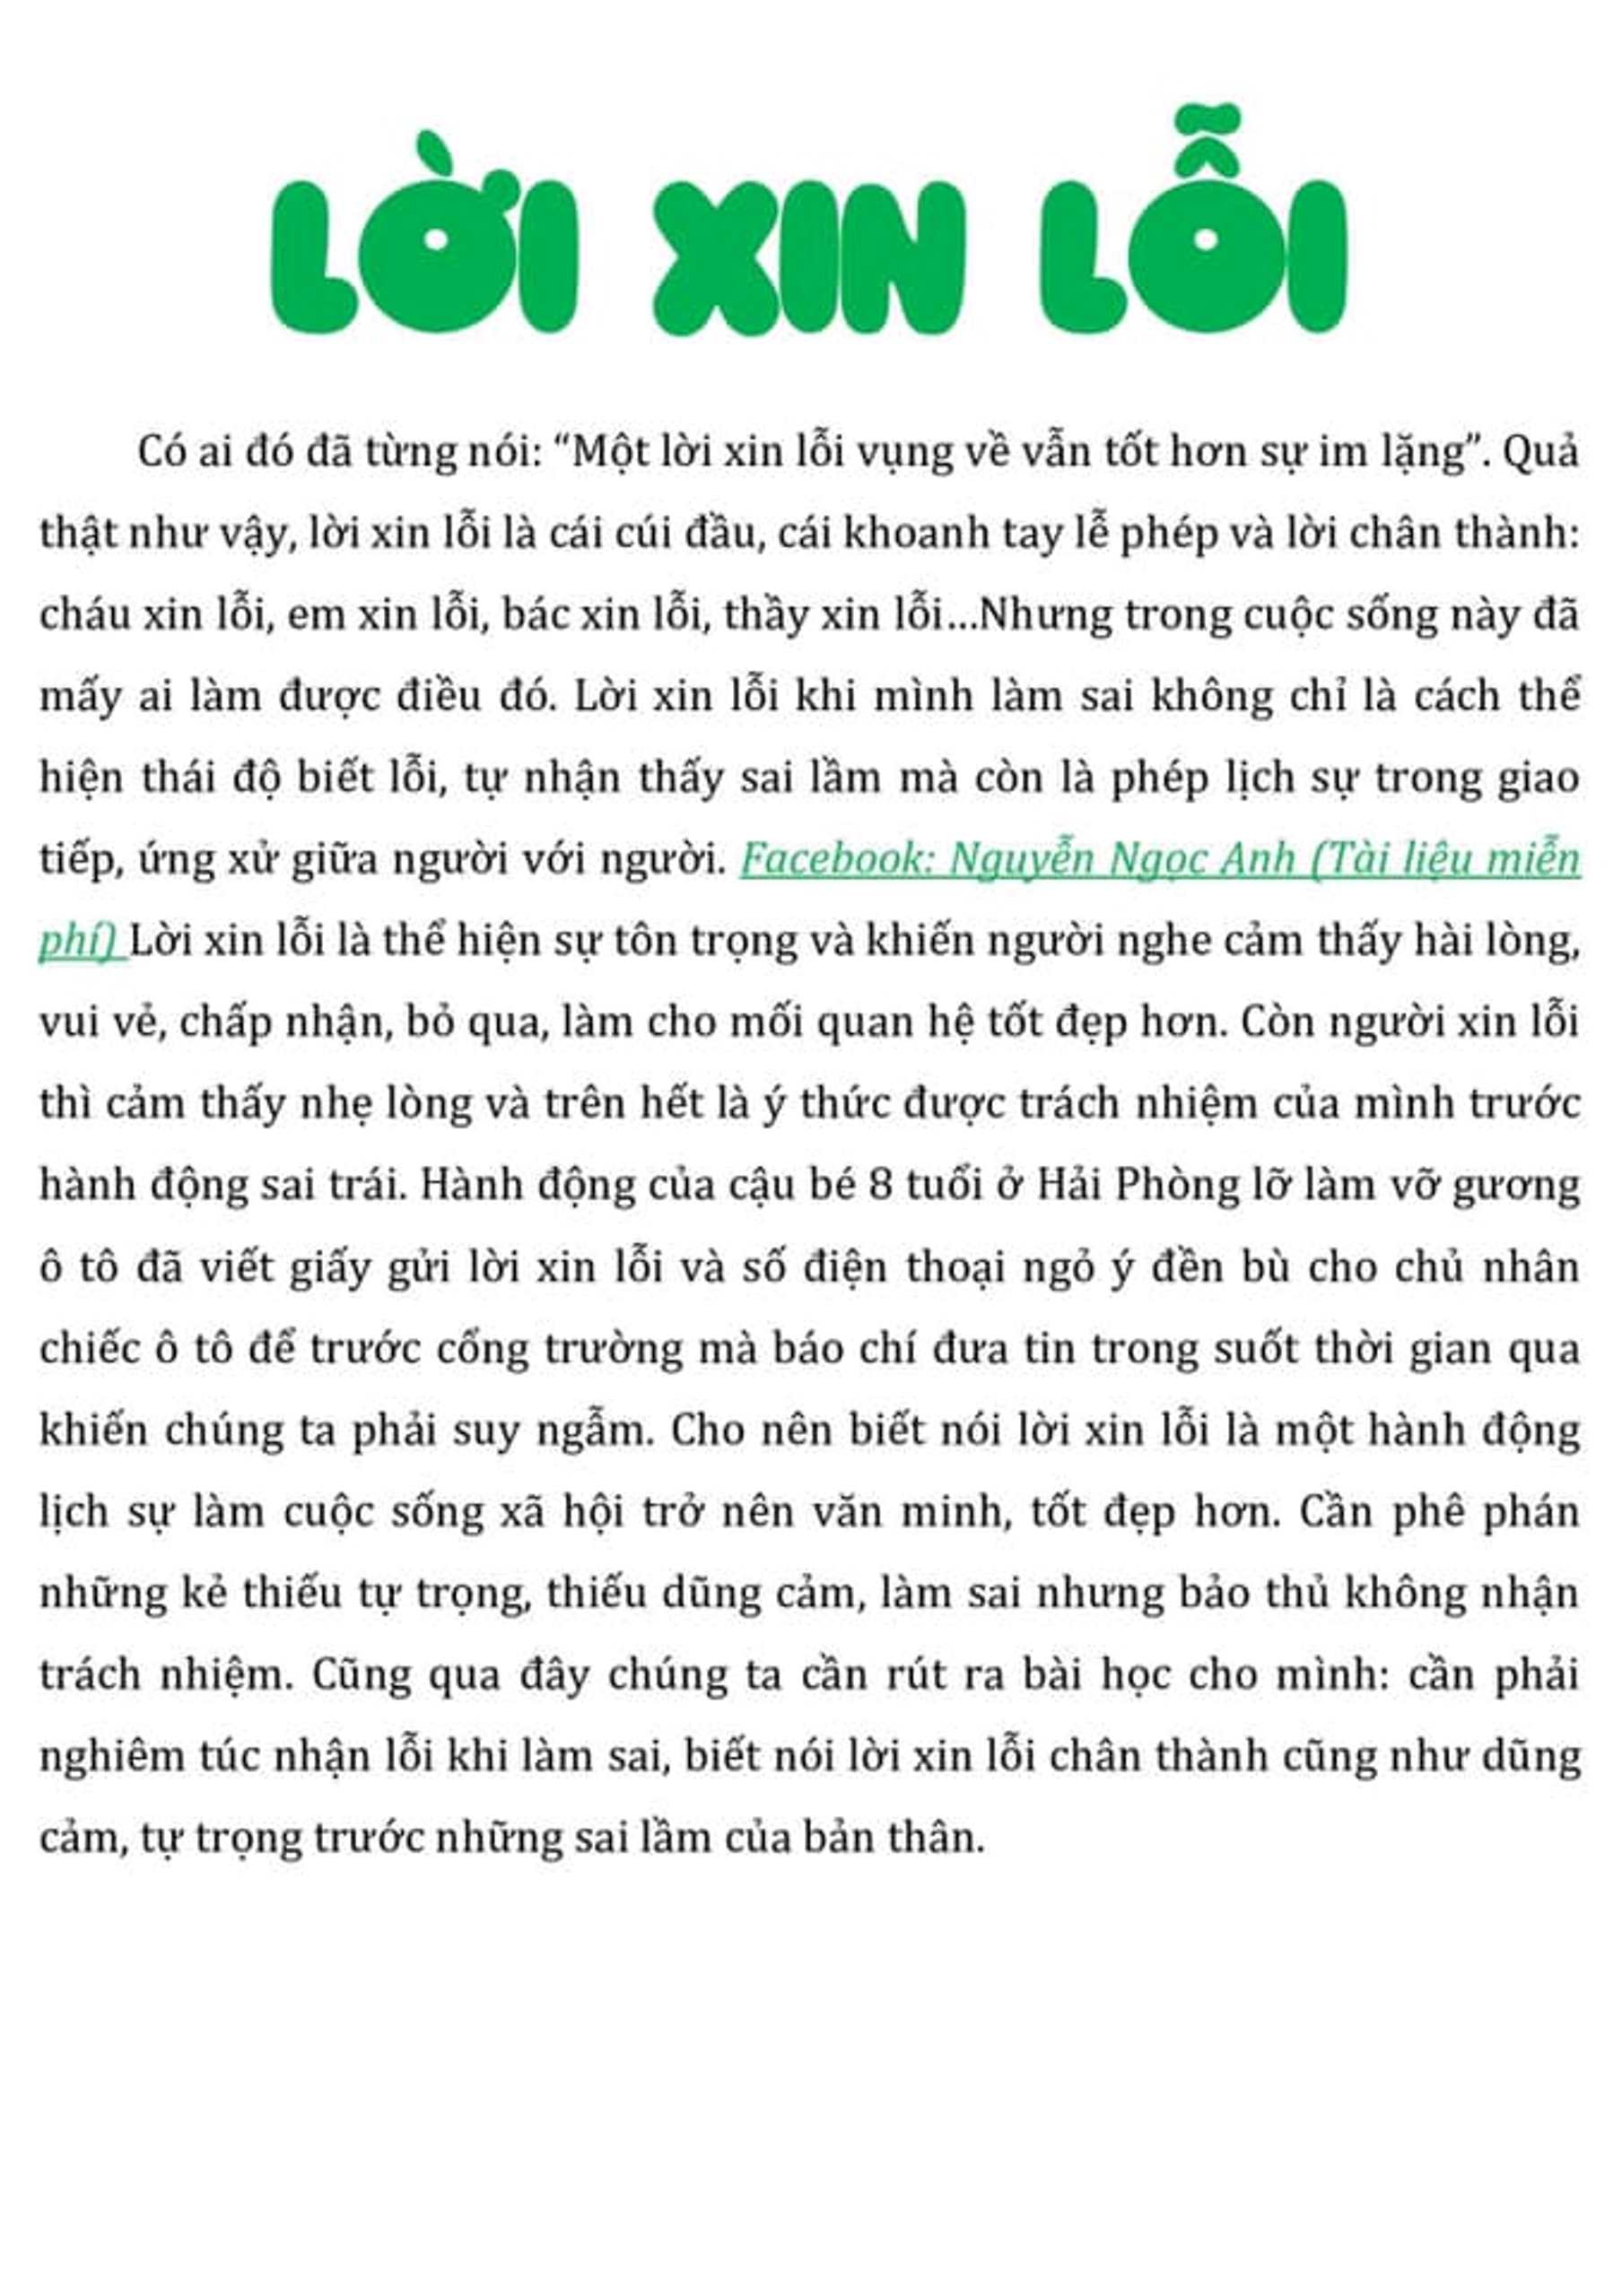 LỜI XIN LỖI
Có ai đó đã từng nói: “Một lời xin lỗi vụng về vẫn tốt hơn sự im lặng”. Quả
thật như vậy, lời xin lỗi là cái cúi đầu, cái khoanh tay lễ phép và lời chân thành:
cháu xin lỗi, em xin lỗi, bác xin lỗi, thầy xin lỗi...Nhưng trong cuộc sống này đã
mấy ai làm được điều đó. Lời xin lỗi khi mình làm sai không chỉ là cách thể
hiện thái độ biết lỗi, tự nhận thấy sai lầm mà còn là phép lịch sự trong giao
tiếp, ứng xử giữa người với người. Facebook: Nguyễn Ngọc Anh (Tài liệu miễn
phí) Lời xin lỗi là thể hiện sự tôn trọng và khiến người nghe cảm thấy hài lòng,
vui vẻ, chấp nhận, bỏ qua, làm cho mối quan hệ tốt đẹp hơn. Còn người xin lỗi
thì cảm thấy nhẹ lòng và trên hết là ý thức được trách nhiệm của mình trước
hành động sai trái. Hành động của cậu bé 8 tuổi ở Hải Phòng lỡ làm vỡ gương
ô tô đã viết giấy gửi lời xin lỗi và số điện thoại ngỏ ý đền bù cho chủ nhân
chiếc ô tô để trước cổng trường mà báo chí đưa tin trong suốt thời gian qua
khiến chúng ta phải suy ngẫm. Cho nên biết nói lời xin lỗi là một hành động
lịch sự làm cuộc sống xã hội trở nên văn minh, tốt đẹp hơn. Cần phê phán
những kẻ thiếu tự trọng, thiếu dũng cảm, làm sai nhưng bảo thủ không nhận
trách nhiệm. Cũng qua đây chúng ta cần rút ra bài học cho mình: cần phải
nghiêm túc nhận lỗi khi làm sai, biết nói lời xin lỗi chân thành cũng như dũng
cảm, tự trọng trước những sai lầm của bản thân.